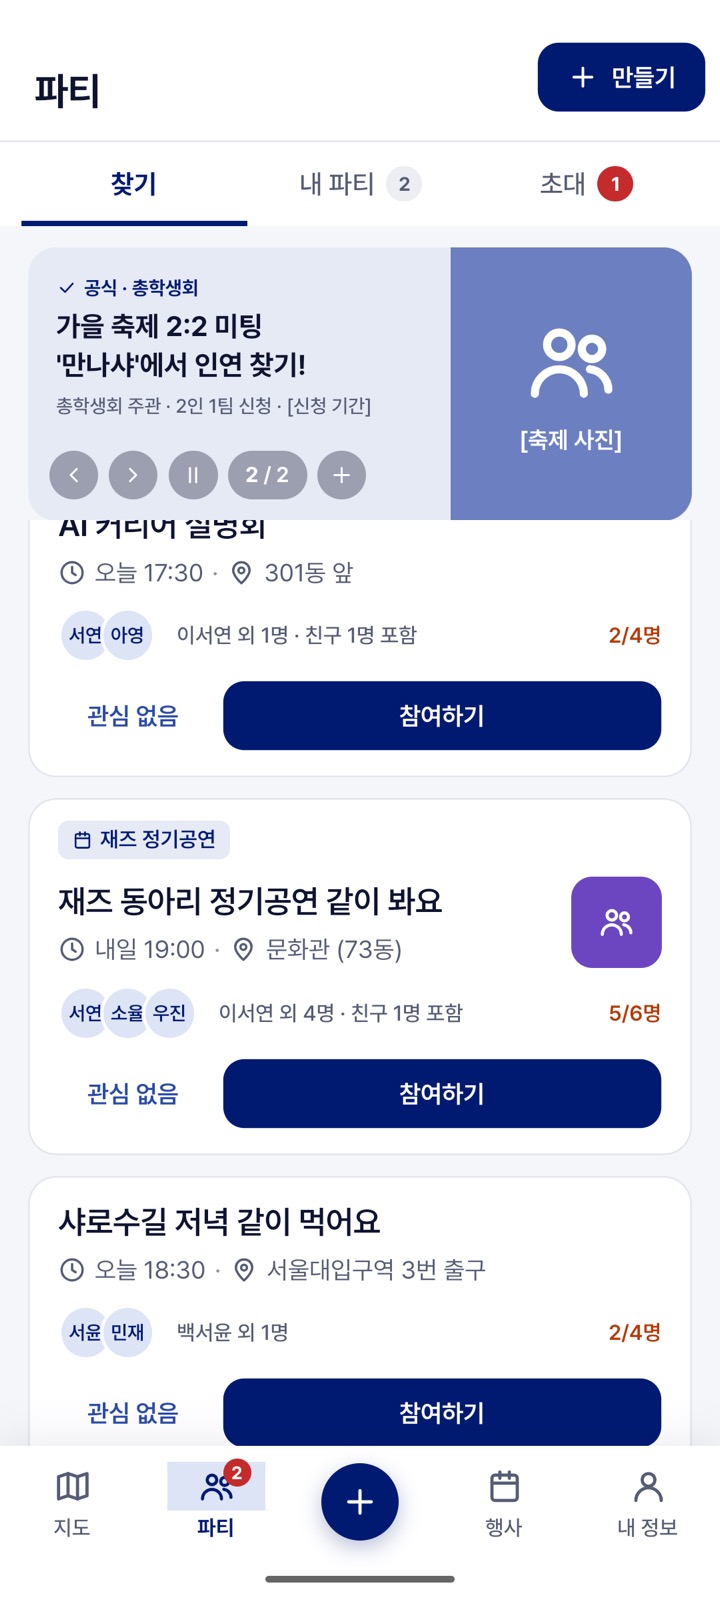 파티
만들기
찾기
내 파티 2
초대 1
공식 · 총학생회
가을 축제 2:2 미팅
'만나샤'에서 인연 찾기!
총학생회 주관 · 2인 1팀 신청 · [신청 기간]
2 / 2
[축제 사진]
AI 커리어 설명회
오늘 17:30 · 301동 앞
서연 아영 이서연 외 1명 · 친구 1명 포함 2/4명
관심 없음 참여하기
재즈 정기공연
재즈 동아리 정기공연 같이 봐요
내일 19:00 · 문화관 (73동)
서연 소율 우진 이서연 외 4명 · 친구 1명 포함 5/6명
관심 없음 참여하기
샤로수길 저녁 같이 먹어요
오늘 18:30 · 서울대입구역 3번 출구
서윤 민재 백서윤 외 1명 2/4명
관심 없음 참여하기
2
지도 파티 행사 내 정보